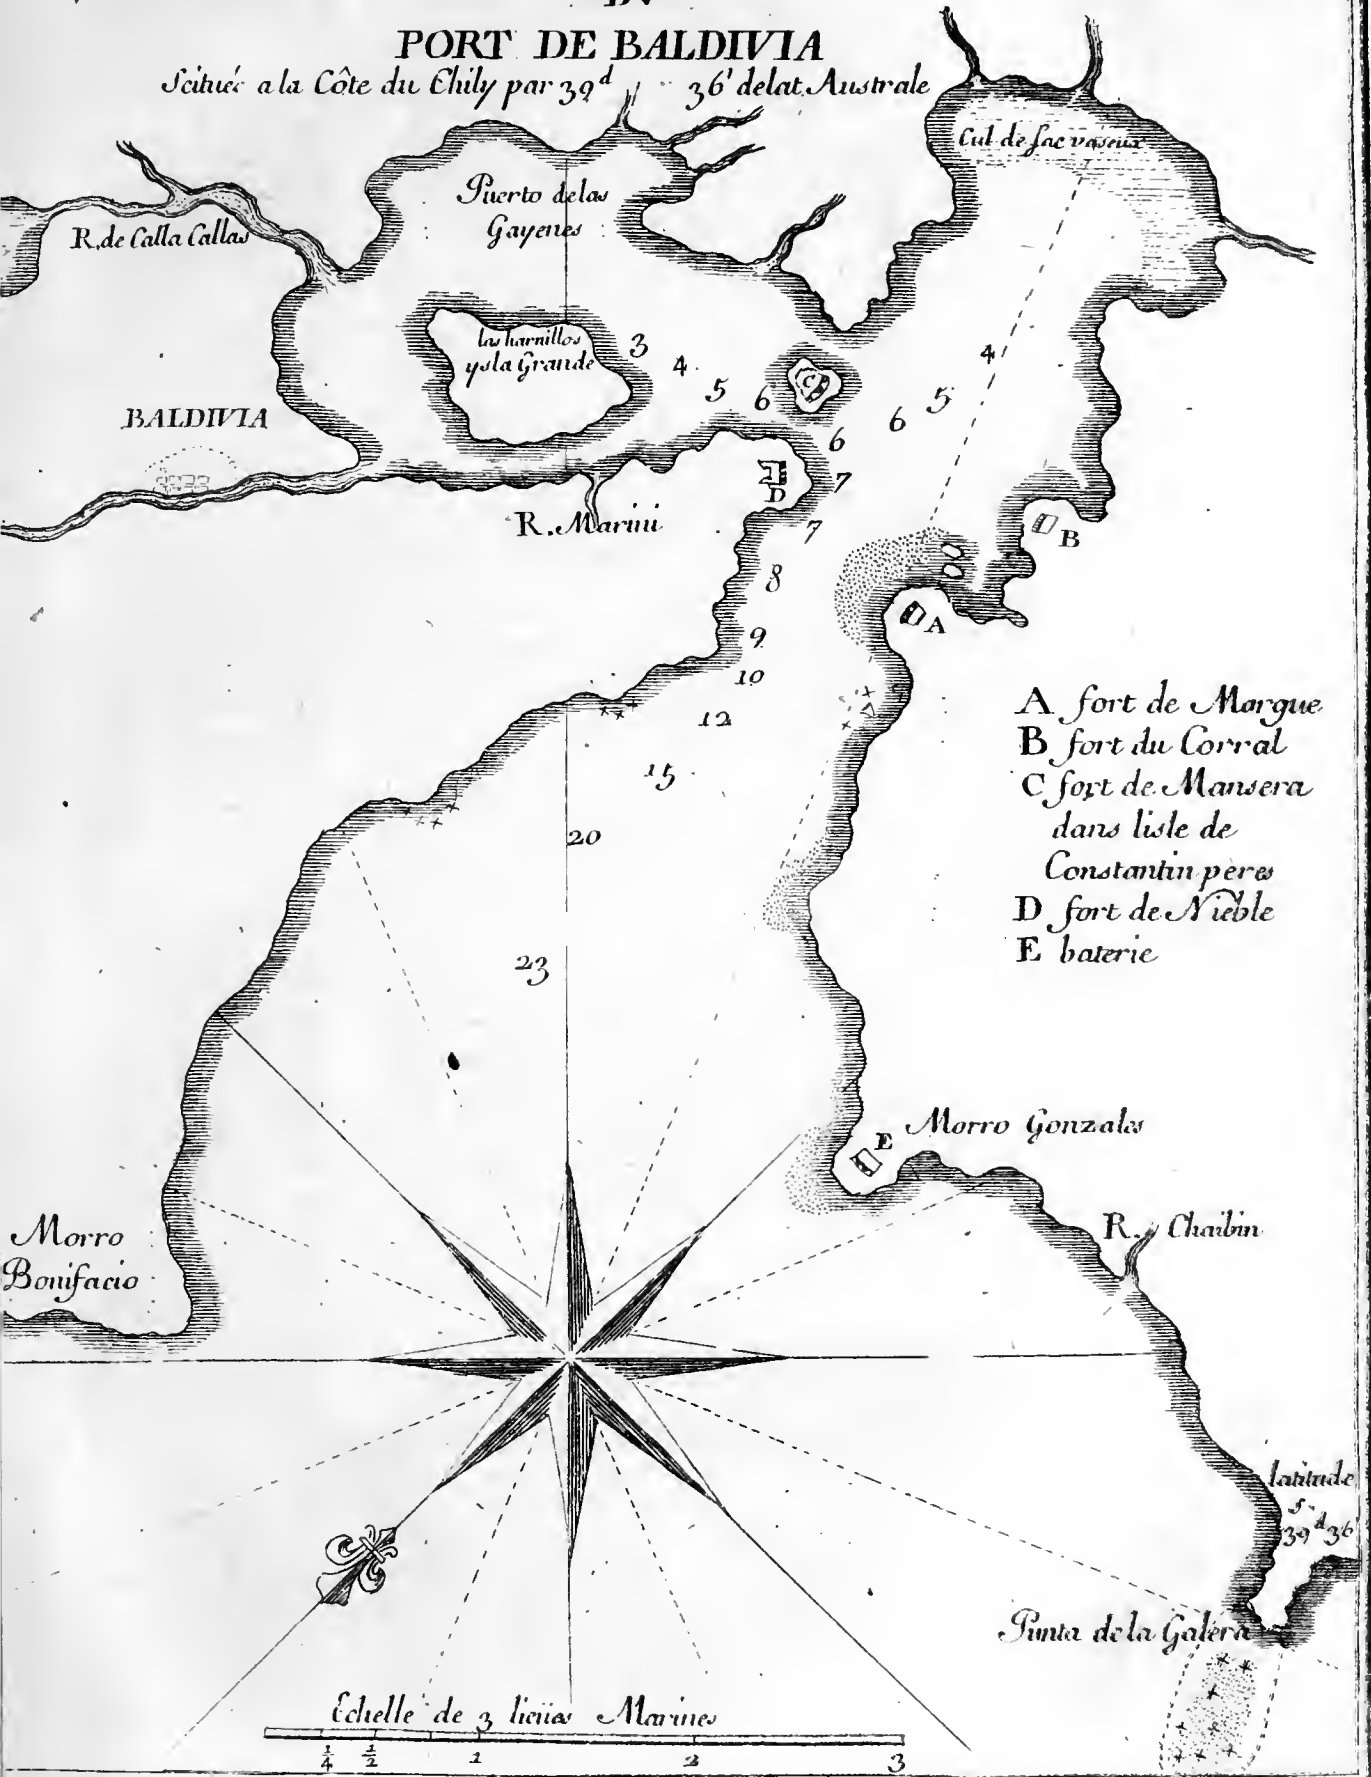 PORT DE BALDIVIA
Scituée a la Côte du Chily par 39d 36' de lat. Australe
Cul de sac vaseux
Puerto de las
Gayenes
R. de Calla Callas
las harnillos
ysla Grande
3
4
5
6
C
4
5
6
6
7
7
BALDIVIA
D
R. Marini
B
8
A
9
10
12
15
20
23
A fort de Margue
B fort du Corral
C fort de Mansera
dans lisle de
Constantin peres
D fort de Nieble
E baterie
E
Morro Gonzales
R. Chaibin
Morro
Bonifacio
latitude
S.
39d 36
Punta de la Galera
Echelle de 3 lieües Marines
1/4 1/2 1 2 3